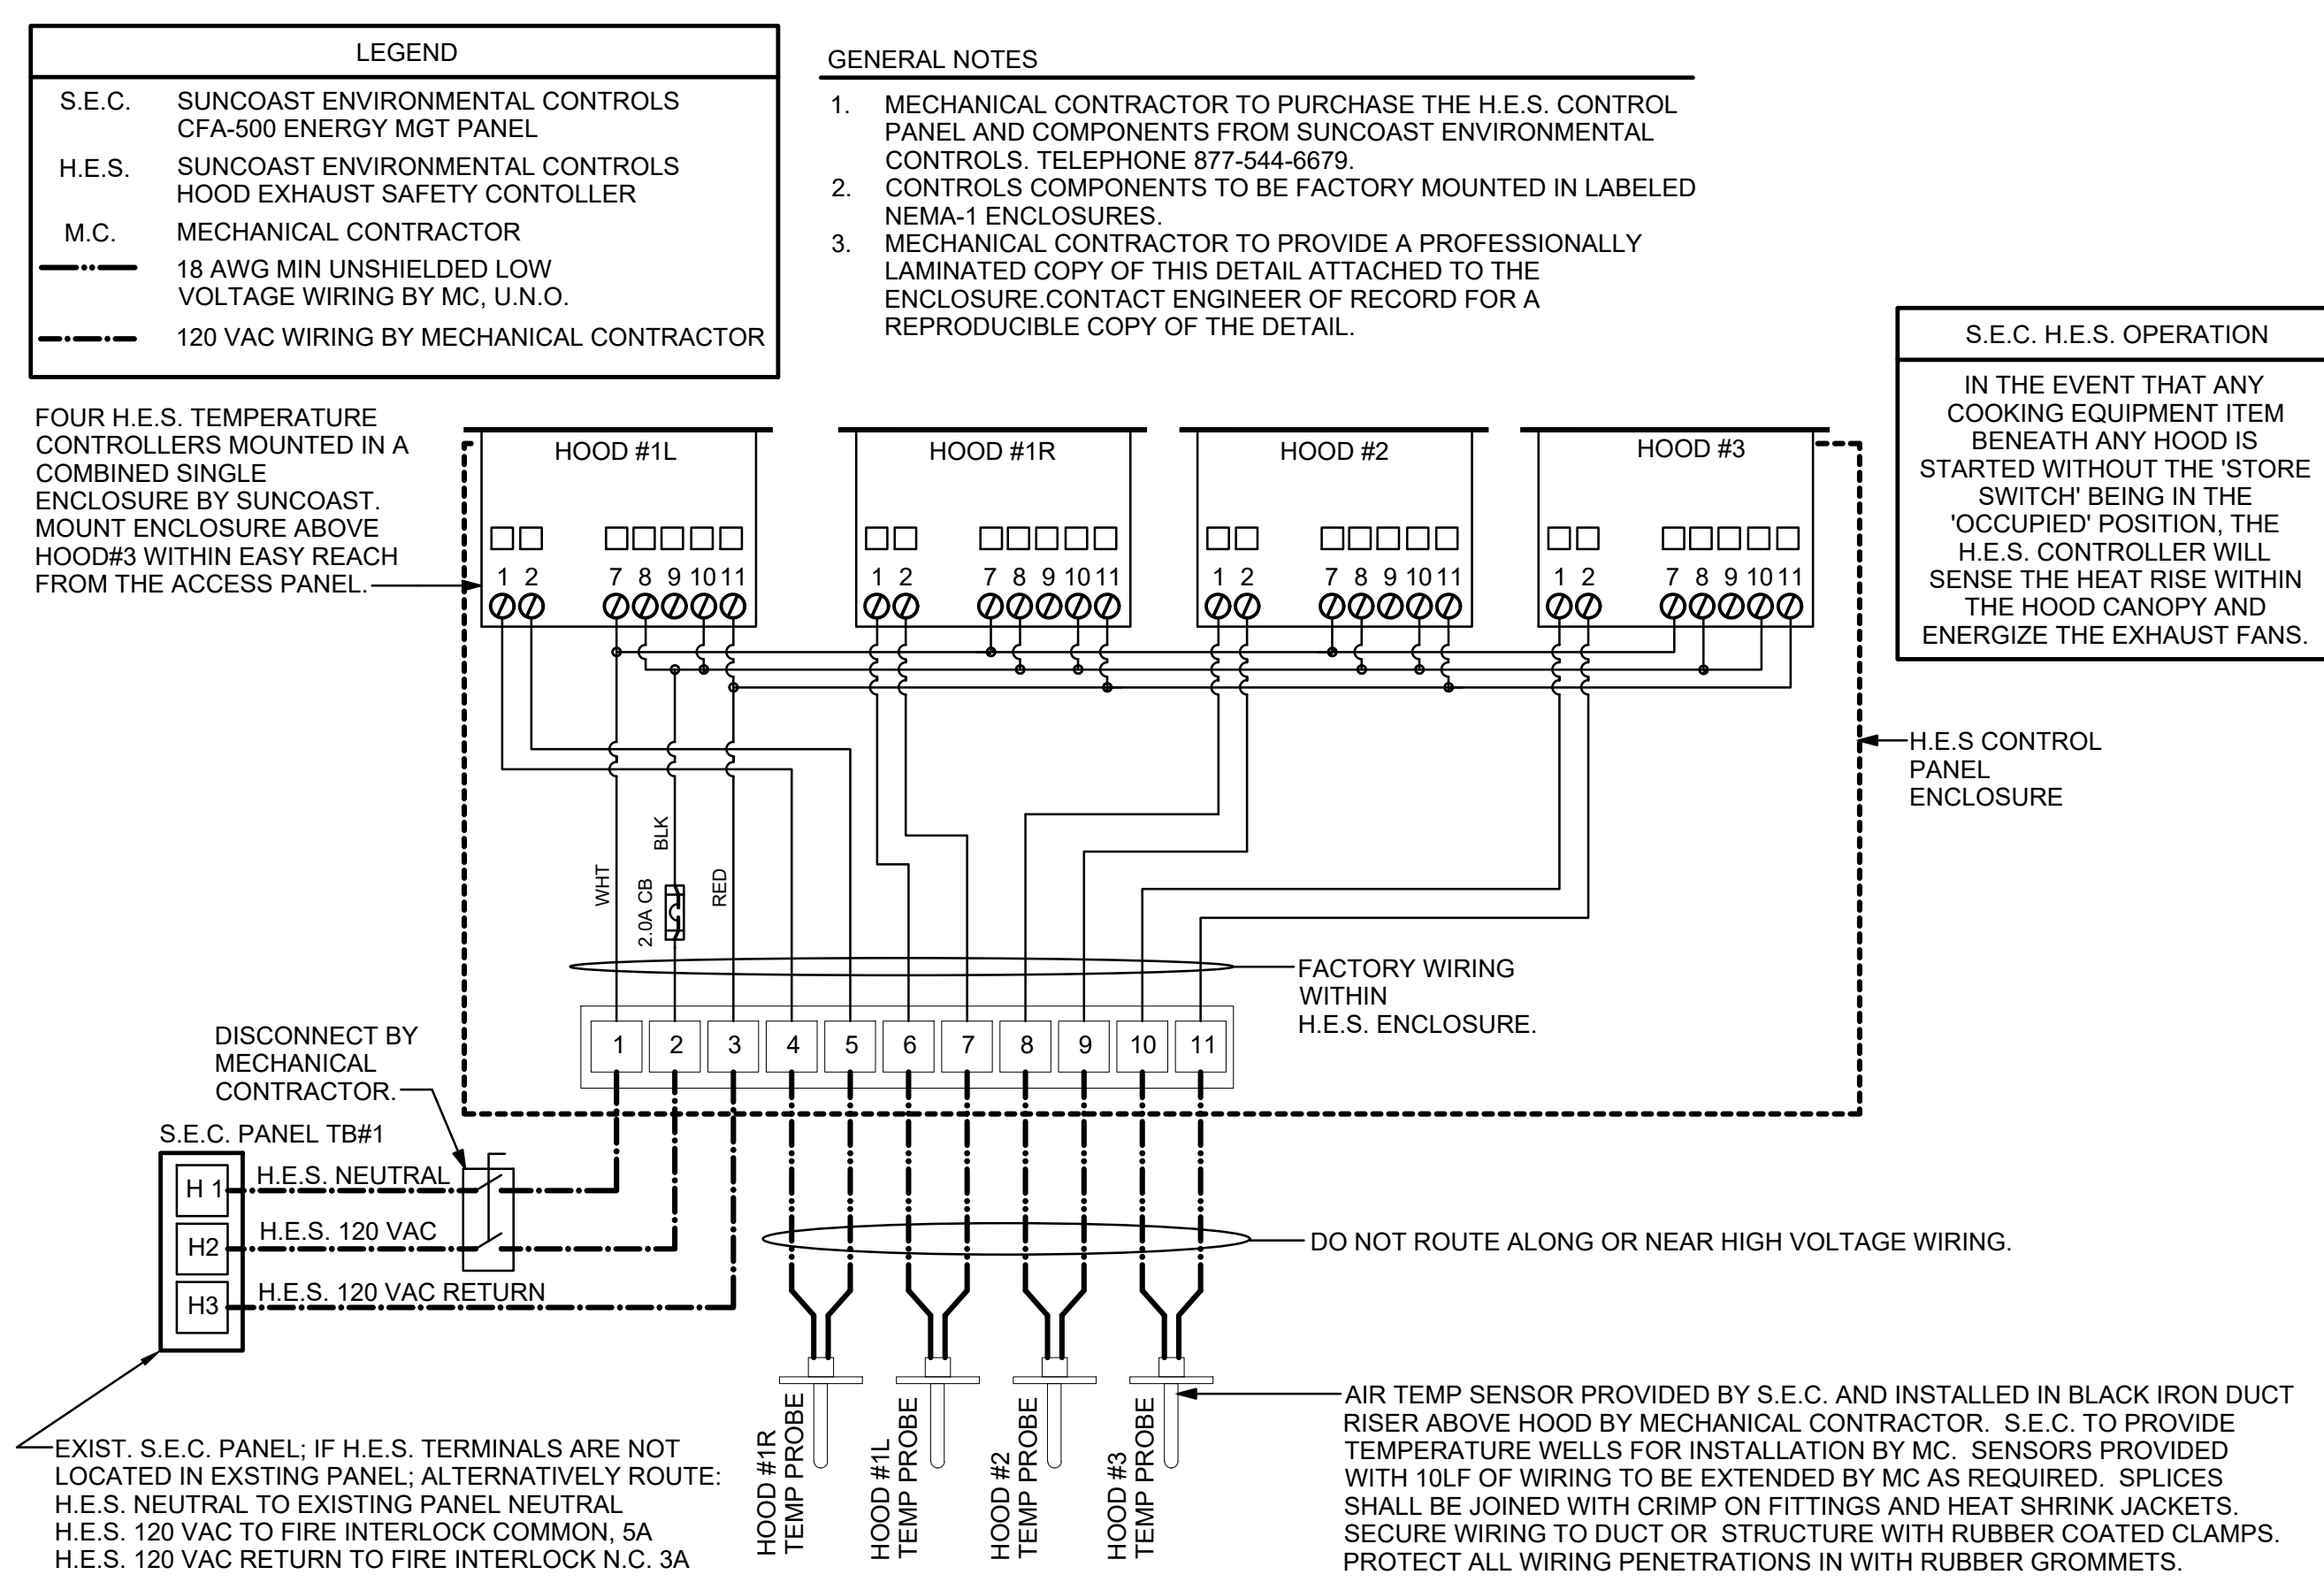 LEGEND
S.E.C. SUNCOAST ENVIRONMENTAL CONTROLS
CFA-500 ENERGY MGT PANEL
H.E.S. SUNCOAST ENVIRONMENTAL CONTROLS
HOOD EXHAUST SAFETY CONTOLLER
M.C. MECHANICAL CONTRACTOR
18 AWG MIN UNSHIELDED LOW
VOLTAGE WIRING BY MC, U.N.O.
120 VAC WIRING BY MECHANICAL CONTRACTOR
GENERAL NOTES
1. MECHANICAL CONTRACTOR TO PURCHASE THE H.E.S. CONTROL
PANEL AND COMPONENTS FROM SUNCOAST ENVIRONMENTAL
CONTROLS. TELEPHONE 877-544-6679.
2. CONTROLS COMPONENTS TO BE FACTORY MOUNTED IN LABELED
NEMA-1 ENCLOSURES.
3. MECHANICAL CONTRACTOR TO PROVIDE A PROFESSIONALLY
LAMINATED COPY OF THIS DETAIL ATTACHED TO THE
ENCLOSURE.CONTACT ENGINEER OF RECORD FOR A
REPRODUCIBLE COPY OF THE DETAIL.
S.E.C. H.E.S. OPERATION
IN THE EVENT THAT ANY
COOKING EQUIPMENT ITEM
BENEATH ANY HOOD IS
STARTED WITHOUT THE 'STORE
SWITCH' BEING IN THE
'OCCUPIED' POSITION, THE
H.E.S. CONTROLLER WILL
SENSE THE HEAT RISE WITHIN
THE HOOD CANOPY AND
ENERGIZE THE EXHAUST FANS.
FOUR H.E.S. TEMPERATURE
CONTROLLERS MOUNTED IN A
COMBINED SINGLE
ENCLOSURE BY SUNCOAST.
MOUNT ENCLOSURE ABOVE
HOOD#3 WITHIN EASY REACH
FROM THE ACCESS PANEL.
HOOD #1L
1 2 7 8 9 10 11
HOOD #1R
1 2 7 8 9 10 11
HOOD #2
1 2 7 8 9 10 11
HOOD #3
1 2 7 8 9 10 11
H.E.S CONTROL
PANEL
ENCLOSURE
WHT
2.0A CB
BLK
RED
FACTORY WIRING
WITHIN
H.E.S. ENCLOSURE.
1 2 3 4 5 6 7 8 9 10 11
DISCONNECT BY
MECHANICAL
CONTRACTOR.
S.E.C. PANEL TB#1
H 1 H.E.S. NEUTRAL
H2 H.E.S. 120 VAC
H3 H.E.S. 120 VAC RETURN
DO NOT ROUTE ALONG OR NEAR HIGH VOLTAGE WIRING.
HOOD #1R
TEMP PROBE
HOOD #1L
TEMP PROBE
HOOD #2
TEMP PROBE
HOOD #3
TEMP PROBE
EXIST. S.E.C. PANEL; IF H.E.S. TERMINALS ARE NOT
LOCATED IN EXSTING PANEL; ALTERNATIVELY ROUTE:
H.E.S. NEUTRAL TO EXISTING PANEL NEUTRAL
H.E.S. 120 VAC TO FIRE INTERLOCK COMMON, 5A
H.E.S. 120 VAC RETURN TO FIRE INTERLOCK N.C. 3A
AIR TEMP SENSOR PROVIDED BY S.E.C. AND INSTALLED IN BLACK IRON DUCT
RISER ABOVE HOOD BY MECHANICAL CONTRACTOR. S.E.C. TO PROVIDE
TEMPERATURE WELLS FOR INSTALLATION BY MC. SENSORS PROVIDED
WITH 10LF OF WIRING TO BE EXTENDED BY MC AS REQUIRED. SPLICES
SHALL BE JOINED WITH CRIMP ON FITTINGS AND HEAT SHRINK JACKETS.
SECURE WIRING TO DUCT OR STRUCTURE WITH RUBBER COATED CLAMPS.
PROTECT ALL WIRING PENETRATIONS IN WITH RUBBER GROMMETS.